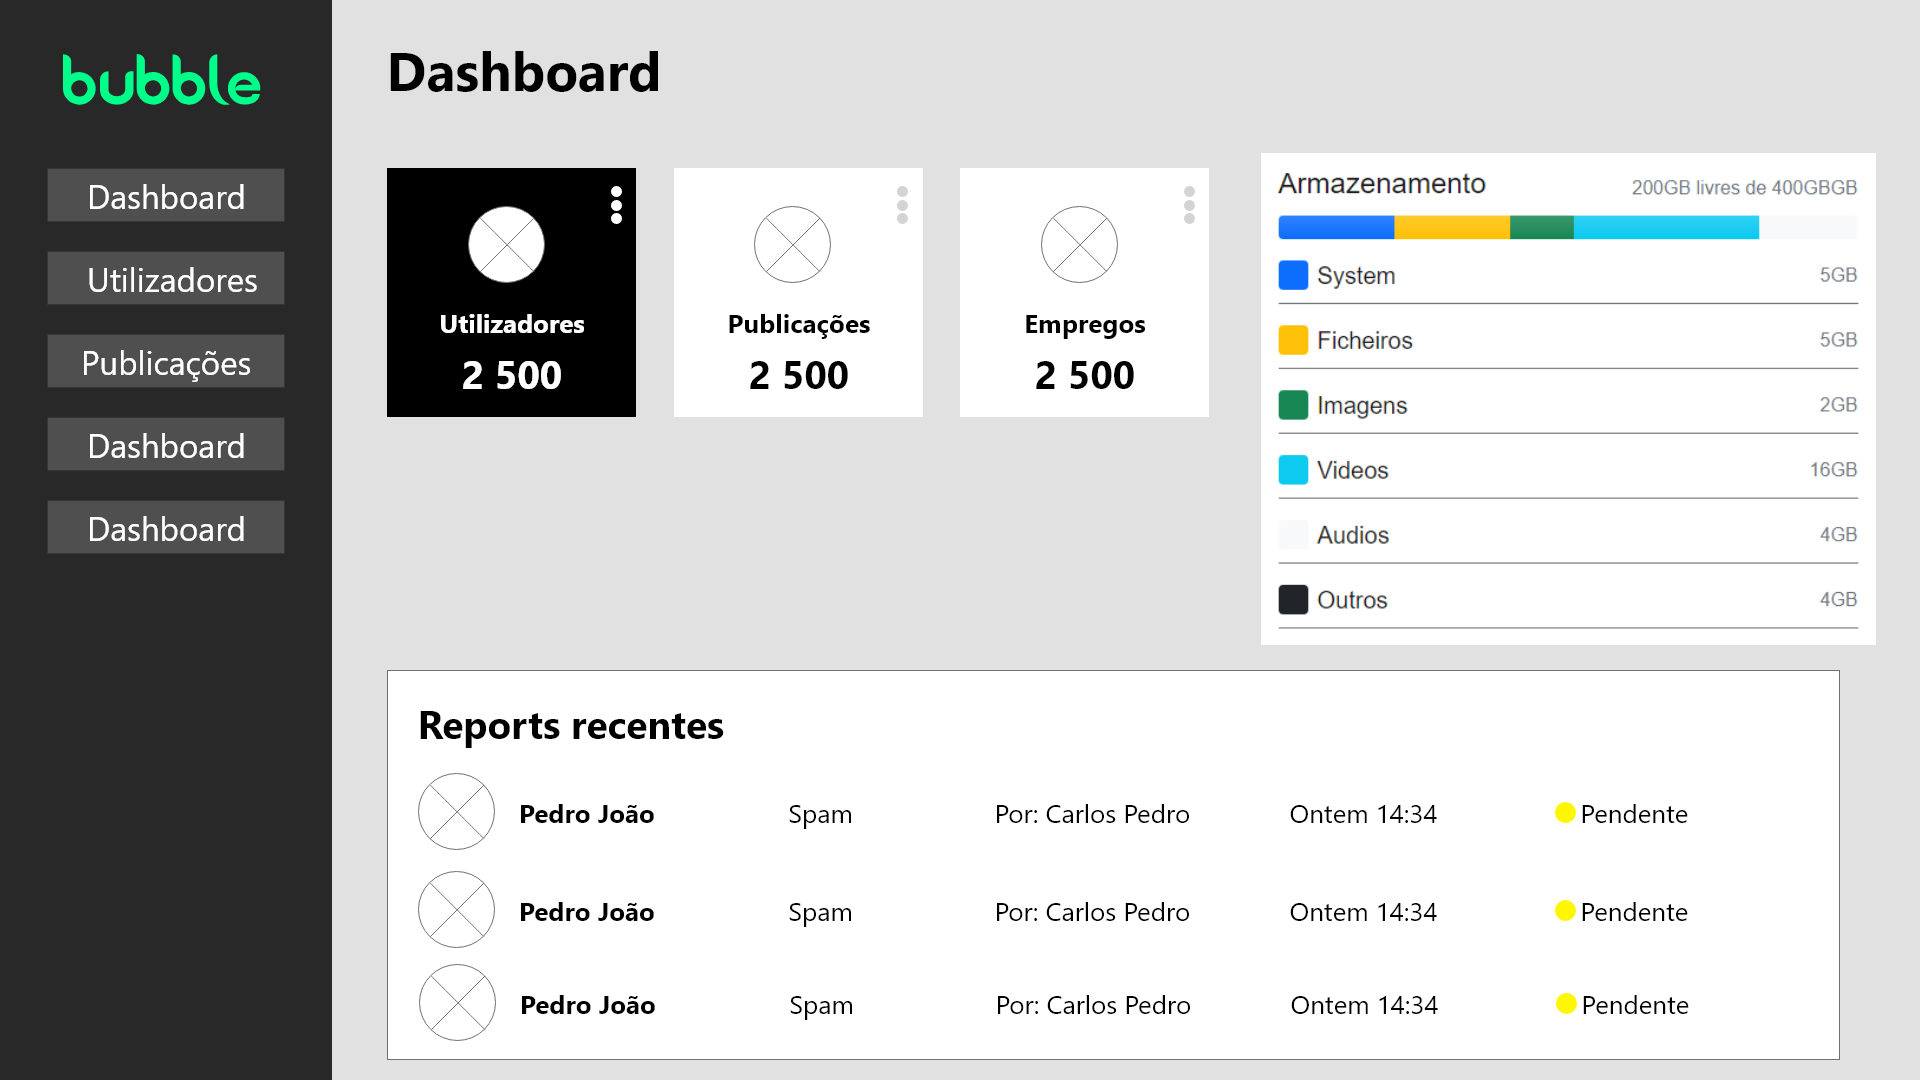 bubble
Dashboard
Utilizadores
Publicações
Dashboard
Dashboard
Dashboard
Utilizadores
2 500
Publicações
2 500
Empregos
2 500
Armazenamento 200GB livres de 400GBGB
System 5GB
Ficheiros 5GB
Imagens 2GB
Videos 16GB
Audios 4GB
Outros 4GB
Reports recentes
Pedro João Spam Por: Carlos Pedro Ontem 14:34 Pendente
Pedro João Spam Por: Carlos Pedro Ontem 14:34 Pendente
Pedro João Spam Por: Carlos Pedro Ontem 14:34 Pendente